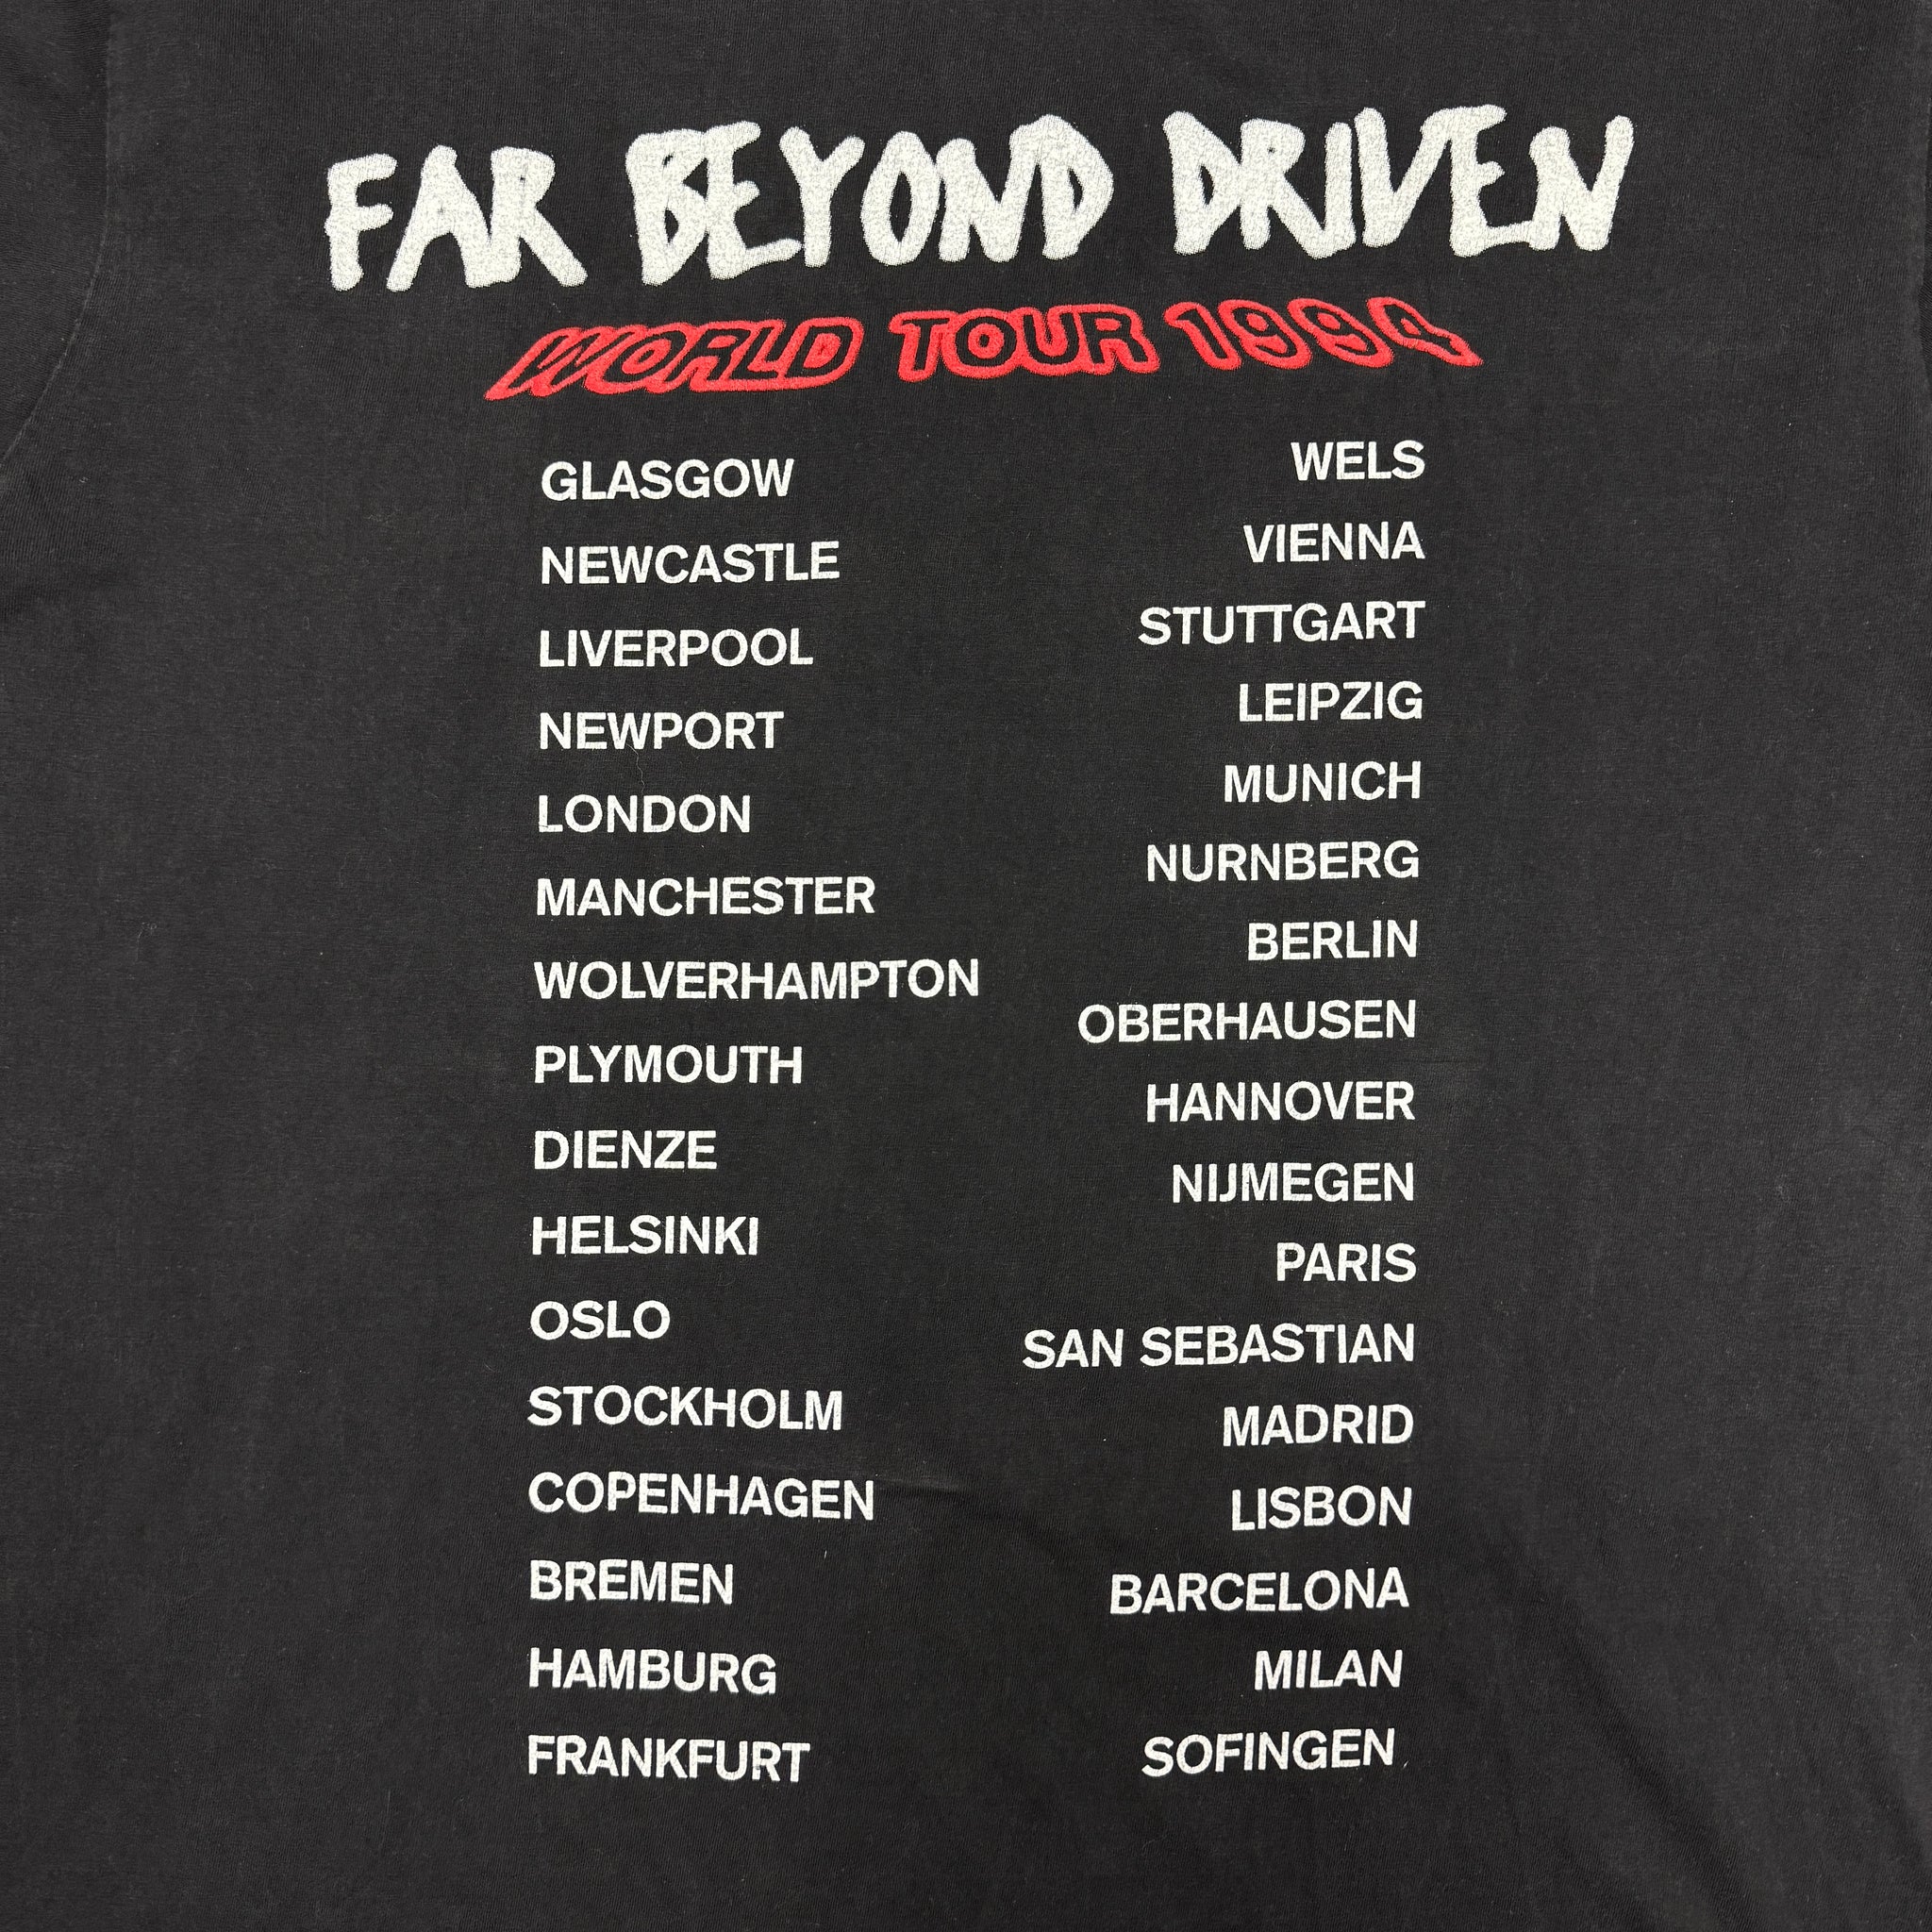 FAR BEYOND DRIVEN
WORLD TOUR 1994
GLASGOW
NEWCASTLE
LIVERPOOL
NEWPORT
LONDON
MANCHESTER
WOLVERHAMPTON
PLYMOUTH
DIENZE
HELSINKI
OSLO
STOCKHOLM
COPENHAGEN
BREMEN
HAMBURG
FRANKFURT
WELS
VIENNA
STUTTGART
LEIPZIG
MUNICH
NURNBERG
BERLIN
OBERHAUSEN
HANNOVER
NIJMEGEN
PARIS
SAN SEBASTIAN
MADRID
LISBON
BARCELONA
MILAN
SOFINGEN